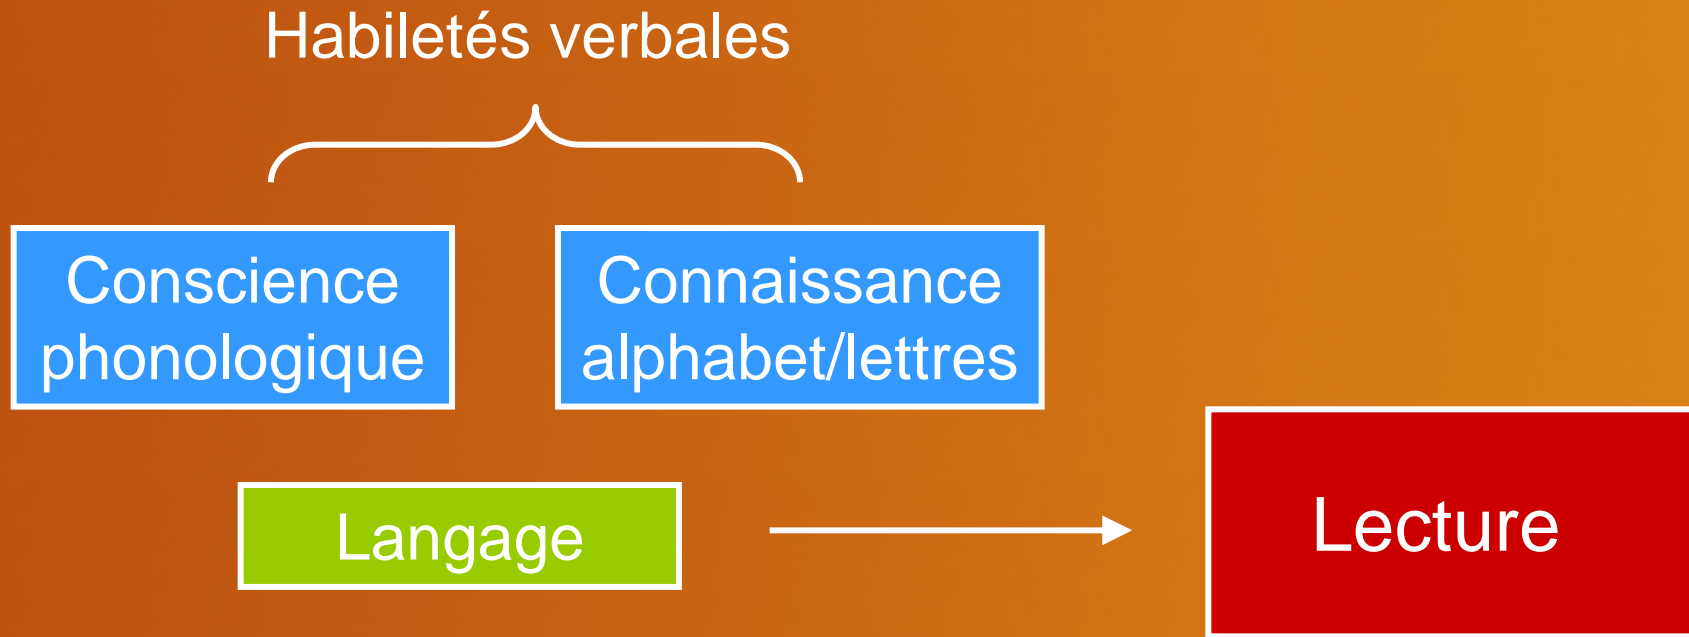 Habiletés verbales
Conscience
phonologique
Connaissance
alphabet/lettres
Langage
Lecture